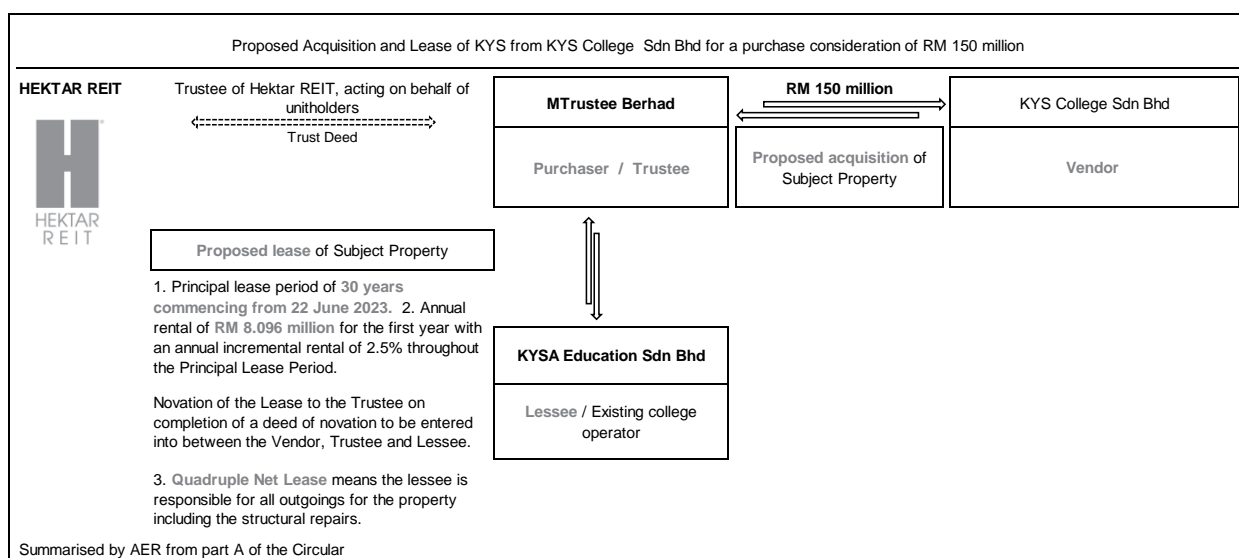 Proposed Acquisition and Lease of KYS from KYS College Sdn Bhd for a purchase consideration of RM 150 million
HEKTAR REIT
HEKTAR
REIT
Trustee of Hektar REIT, acting on behalf of
unitholders
Trust Deed
MTrustee Berhad
Purchaser / Trustee
RM 150 million
Proposed acquisition of
Subject Property
KYS College Sdn Bhd
Vendor
Proposed lease of Subject Property
1. Principal lease period of 30 years
commencing from 22 June 2023. 2. Annual
rental of RM 8.096 million for the first year with
an annual incremental rental of 2.5% throughout
the Principal Lease Period.
Novation of the Lease to the Trustee on
completion of a deed of novation to be entered
into between the Vendor, Trustee and Lessee.
3. Quadruple Net Lease means the lessee is
responsible for all outgoings for the property
including the structural repairs.
KYSA Education Sdn Bhd
Lessee / Existing college
operator
Summarised by AER from part A of the Circular